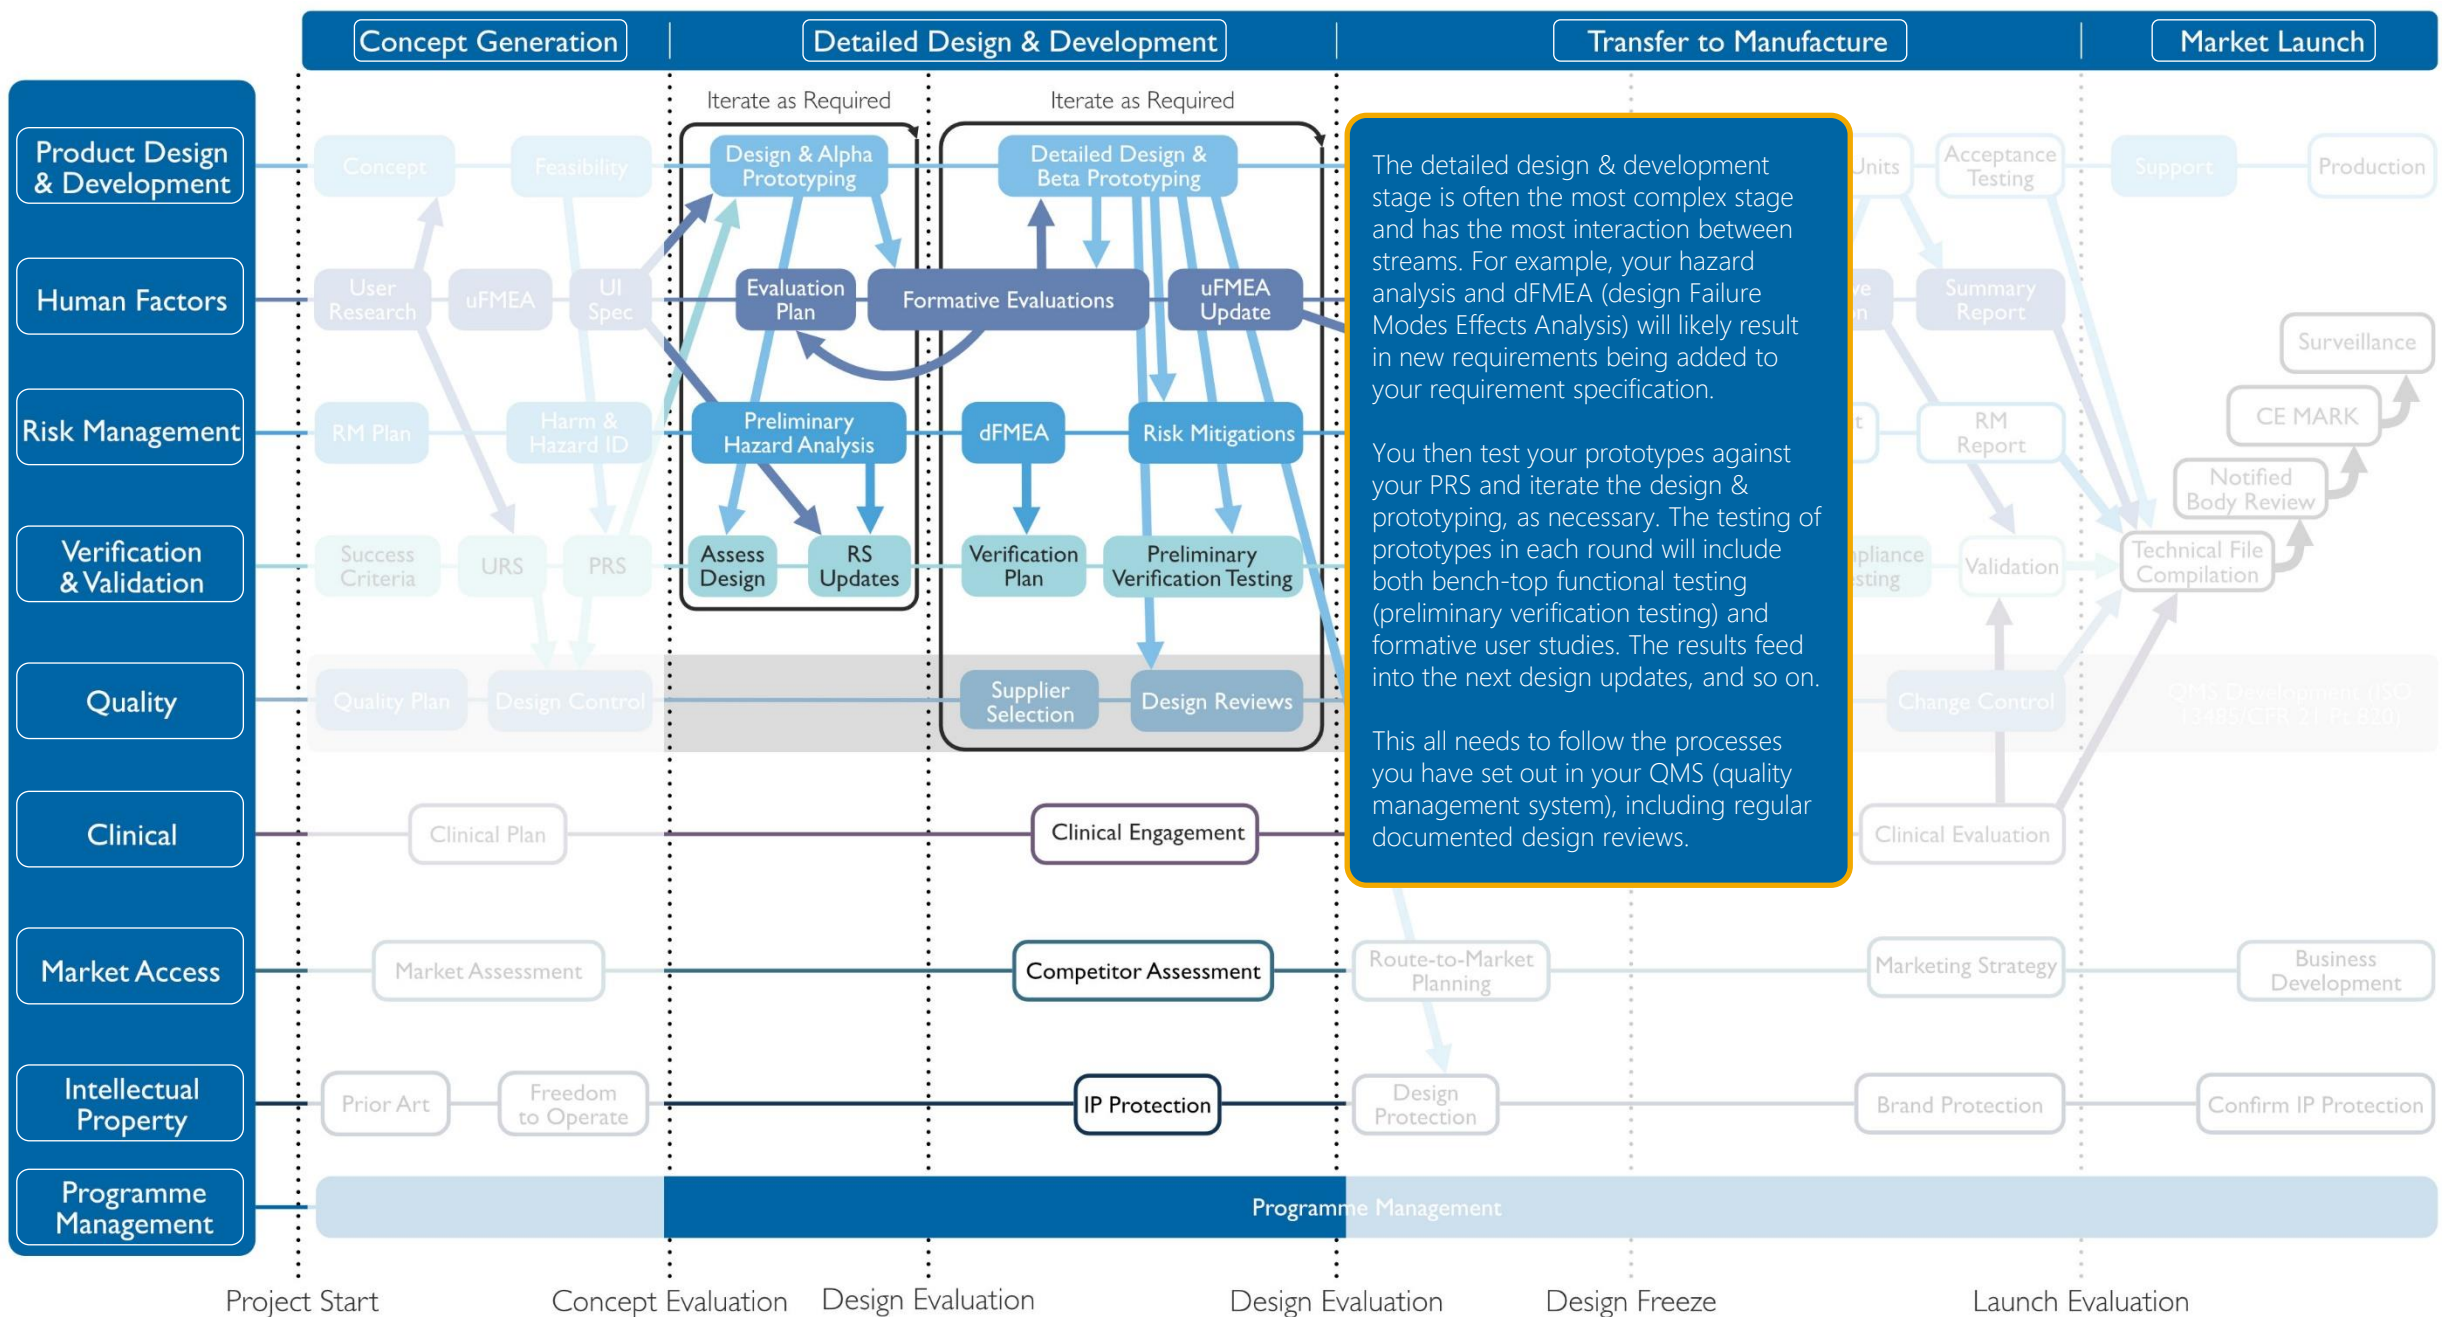 Concept Generation
Detailed Design & Development
Transfer to Manufacture
Market Launch
Iterate as Required
Iterate as Required
Product Design
& Development
Concept
Feasibility
Design & Alpha
Prototyping
Detailed Design &
Beta Prototyping
Units
Acceptance
Testing
Support
Production
Human Factors
User
Research
uFMEA
UI
Spec
Evaluation
Plan
Formative Evaluations
uFMEA
Update
Summary
Report
Surveillance
Risk Management
RM Plan
Harm &
Hazard ID
Preliminary
Hazard Analysis
dFMEA
Risk Mitigations
RM
Report
CE MARK
Notified
Body Review
Verification
& Validation
Success
Criteria
URS
PRS
Assess
Design
RS
Updates
Verification
Plan
Preliminary
Verification Testing
Validation
Technical File
Compilation
Quality
Quality Plan
Design Control
Supplier
Selection
Design Reviews
Change Control
QMS Development (ISO
13485/CFR 21 Pt 820)
Clinical
Clinical Plan
Clinical Engagement
Clinical Evaluation
Market Access
Market Assessment
Competitor Assessment
Route-to-Market
Planning
Marketing Strategy
Business
Development
Intellectual
Property
Prior Art
Freedom
to Operate
IP Protection
Design
Protection
Brand Protection
Confirm IP Protection
Programme
Management
Programme Management
The detailed design & development
stage is often the most complex stage
and has the most interaction between
streams. For example, your hazard
analysis and dFMEA (design Failure
Modes Effects Analysis) will likely result
in new requirements being added to
your requirement specification.
You then test your prototypes against
your PRS and iterate the design &
prototyping, as necessary. The testing of
prototypes in each round will include
both bench-top functional testing
(preliminary verification testing) and
formative user studies. The results feed
into the next design updates, and so on.
This all needs to follow the processes
you have set out in your QMS (quality
management system), including regular
documented design reviews.
Project Start
Concept Evaluation
Design Evaluation
Design Evaluation
Design Freeze
Launch Evaluation